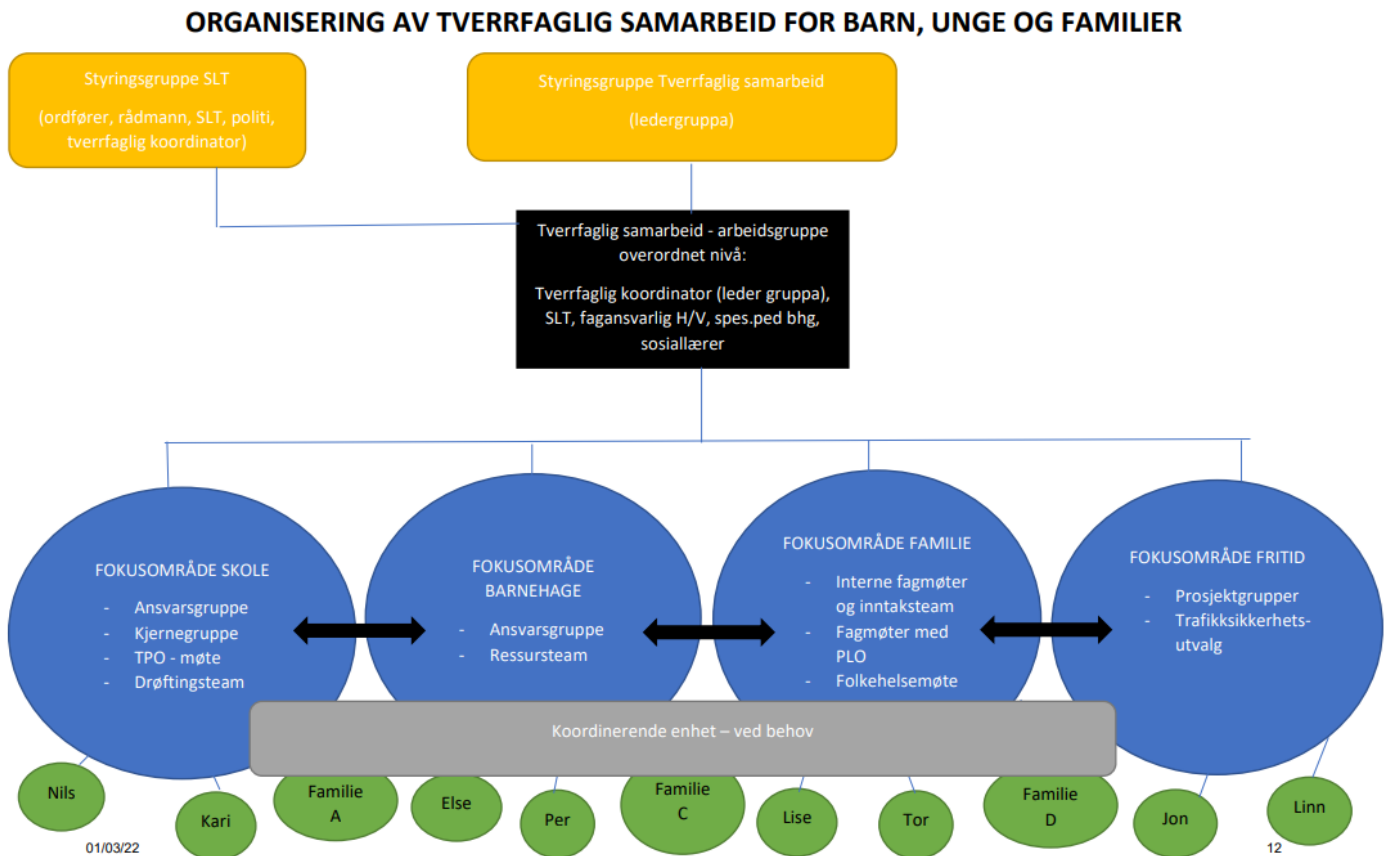 ORGANISERING AV TVERRFAGLIG SAMARBEID FOR BARN, UNGE OG FAMILIER
Styringsgruppe SLT
(ordfører, rådmann, SLT, politi,
tverrfaglig koordinator)
Styringsgruppe Tverrfaglig samarbeid
(ledergruppa)
Tverrfaglig samarbeid - arbeidsgruppe
overordnet nivå:
Tverrfaglig koordinator (leder gruppa),
SLT, fagansvarlig H/V, spes.ped bhg,
sosiallærer
FOKUSOMRÅDE SKOLE
- Ansvarsgruppe
- Kjernegruppe
- TPO - møte
- Drøftingsteam
FOKUSOMRÅDE
BARNEHAGE
- Ansvarsgruppe
- Ressursteam
FOKUSOMRÅDE FAMILIE
- Interne fagmøter
og inntaksteam
- Fagmøter med
PLO
- Folkehelsemøte
FOKUSOMRÅDE FRITID
- Prosjektgrupper
- Trafikksikkerhets-
utvalg
Koordinerende enhet – ved behov
Nils
Kari
Familie
A
Else
Per
Familie
C
Lise
Tor
Familie
D
Jon
Linn
01/03/22
12